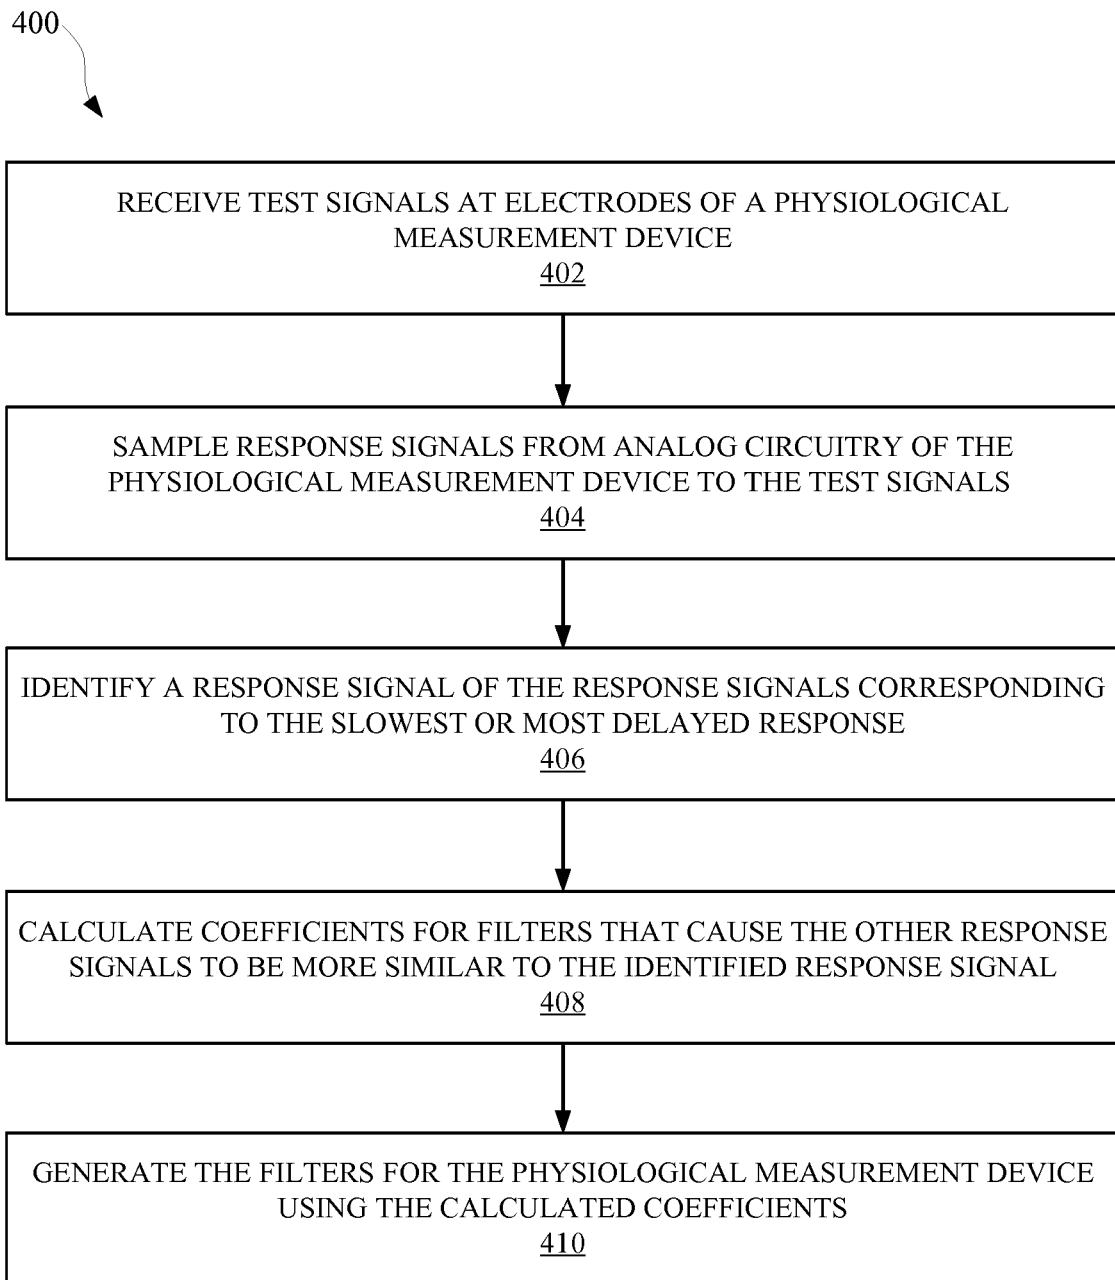 400
RECEIVE TEST SIGNALS AT ELECTRODES OF A PHYSIOLOGICAL
MEASUREMENT DEVICE
402
SAMPLE RESPONSE SIGNALS FROM ANALOG CIRCUITRY OF THE
PHYSIOLOGICAL MEASUREMENT DEVICE TO THE TEST SIGNALS
404
IDENTIFY A RESPONSE SIGNAL OF THE RESPONSE SIGNALS CORRESPONDING
TO THE SLOWEST OR MOST DELAYED RESPONSE
406
CALCULATE COEFFICIENTS FOR FILTERS THAT CAUSE THE OTHER RESPONSE
SIGNALS TO BE MORE SIMILAR TO THE IDENTIFIED RESPONSE SIGNAL
408
GENERATE THE FILTERS FOR THE PHYSIOLOGICAL MEASUREMENT DEVICE
USING THE CALCULATED COEFFICIENTS
410